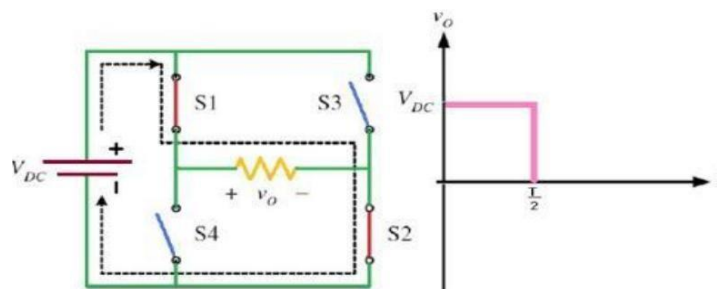 v_O
S1
S3
V_DC
+
V_DC
−
+ v_O −
S4
S2
T/2